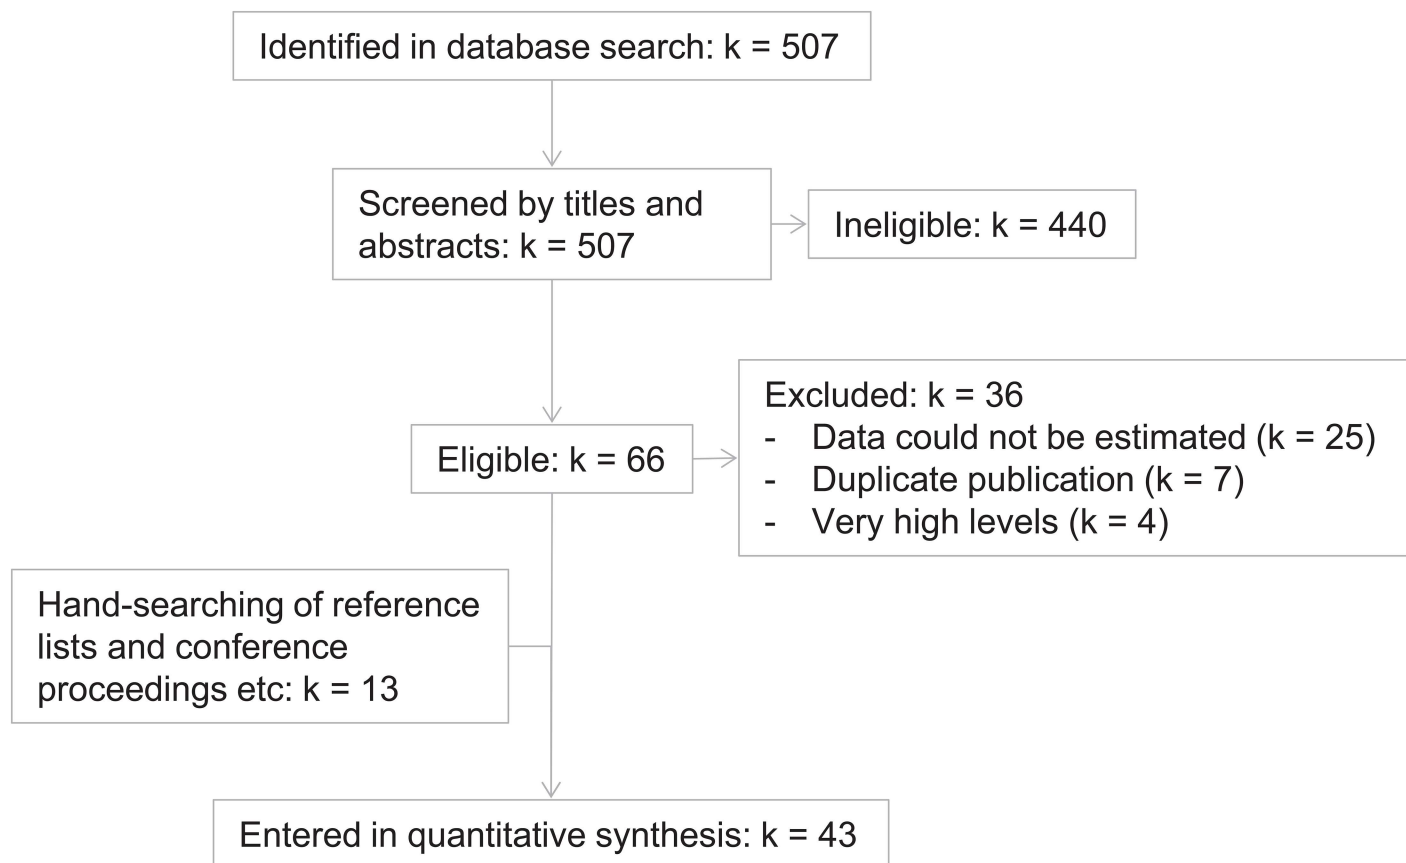 Identified in database search: k = 507
Screened by titles and
abstracts: k = 507
Ineligible: k = 440
Excluded: k = 36
- Data could not be estimated (k = 25)
- Duplicate publication (k = 7)
- Very high levels (k = 4)
Eligible: k = 66
Hand-searching of reference
lists and conference
proceedings etc: k = 13
Entered in quantitative synthesis: k = 43